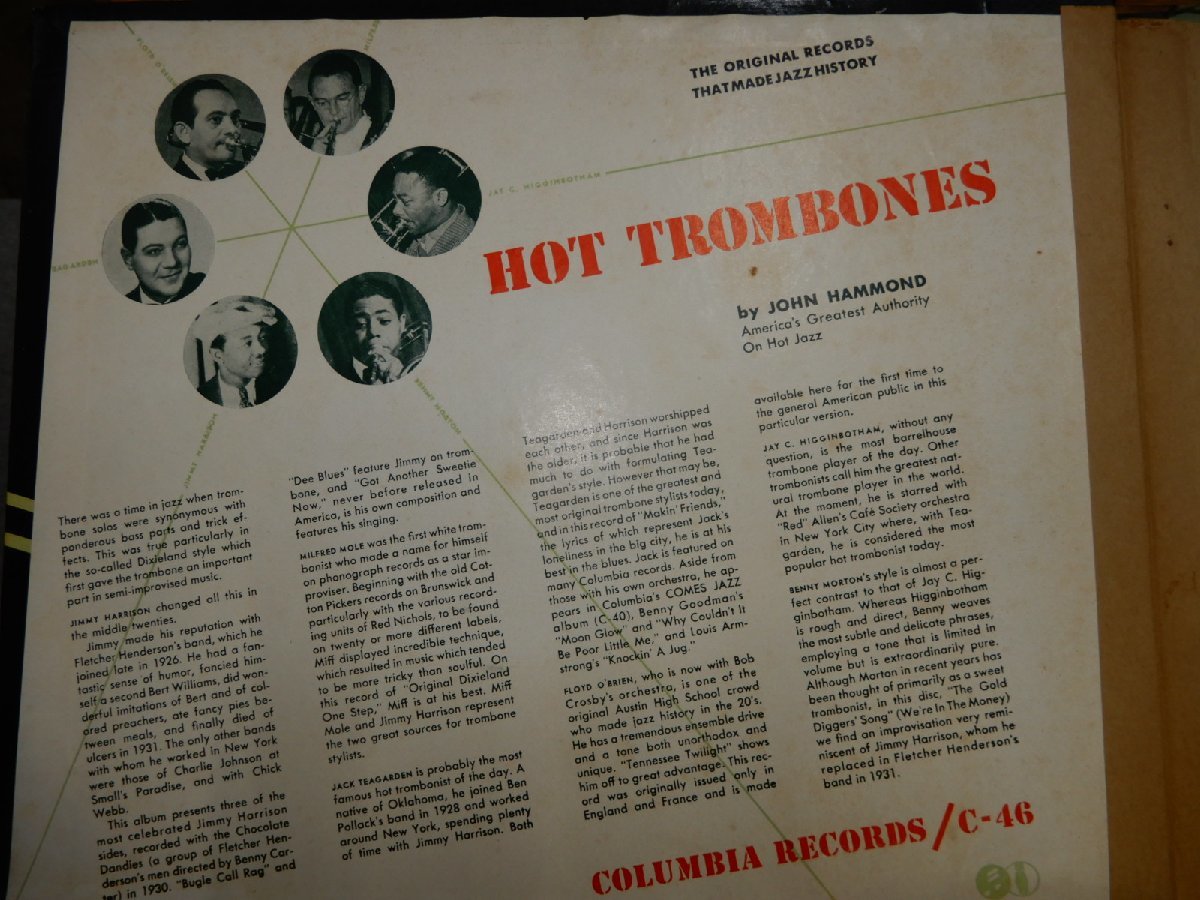 FLOYD O'BRIEN
MILFRED
THE ORIGINAL RECORDS
THAT MADE JAZZ HISTORY
JAY C. HIGGINBOTHAM
EAGARDEN
HOT TROMBONES
by JOHN HAMMOND
America's Greatest Authority
On Hot Jazz
JIMMY HARRISON
BENNY MORTON
There was a time in jazz when trom-
bone solos were synonymous with
ponderous bass parts and trick ef-
fects. This was true particularly in
the so-called Dixieland style which
first gave the trombone an important
part in semi-improvised music.
JIMMY HARRISON changed all this in
the middle twenties.
Jimmy made his reputation with
Fletcher Henderson's band, which he
joined late in 1926. He had a fan-
tastic sense of humor, fancied him-
self a second Bert Williams, did won-
derful imitations of Bert and of col-
ored preachers, ate fancy pies be-
tween meals, and finally died of
ulcers in 1931. The only other bands
with whom he worked in New York
were those of Charlie Johnson at
Small's Paradise, and with Chick
Webb.
This album presents three of the
most celebrated Jimmy Harrison
sides, recorded with the Chocolate
Dandies (a group of Fletcher Hen-
derson's men directed by Benny Car-
ter) in 1930. "Bugle Call Rag" and
"Dee Blues" feature Jimmy on trom-
bone, and "Got Another Sweetie
Now," never before released in
America, is his own composition and
features his singing.
MILFRED MOLE was the first white trom-
banist who made a name for himself
on phonograph records as a star im-
proviser. Beginning with the old Cot-
ton Pickers records on Brunswick and
particularly with the various record-
ing units of Red Nichols, to be found
on twenty or more different labels,
Miff displayed incredible technique,
which resulted in music which tended
to be more tricky than soulful. On
this record of "Original Dixieland
One Step," Miff is at his best. Miff
Mole and Jimmy Harrison represent
the two great sources for trombone
stylists.
JACK TEAGARDEN is probably the most
famous hot trombonist of the day. A
native of Oklahoma, he joined Ben
Pollack's band in 1928 and worked
around New York, spending plenty
of time with Jimmy Harrison. Both
Teagarden and Harrison worshipped
each other, and since Harrison was
the older, it is probable that he had
much to do with formulating Tea-
garden's style. However that may be,
Teagarden is one of the greatest and
most original trombone stylists today,
and in this record of "Makin' Friends,"
the lyrics of which represent Jack's
loneliness in the big city, he is at his
best in the blues. Jack is featured on
many Columbia records. Aside from
those with his own orchestra, he ap-
pears in Columbia's COMES JAZZ
album (C-40), Benny Goodman's
"Moon Glow" and "Why Couldn't It
Be Poor Little Me," and Louis Arm-
strong's "Knockin' A Jug."
FLOYD O'BRIEN, who is now with Bob
Crosby's orchestra, is one of the
original Austin High School crowd
who made jazz history in the 20's.
He has a tremendous ensemble drive
and a tone both unorthodox and
unique. "Tennessee Twilight" shows
him off to great advantage. This rec-
ord was originally issued only in
England and France and is made
available here for the first time to
the general American public in this
particular version.
JAY C. HIGGINBOTHAM, without any
question, is the most barrelhouse
trombone player of the day. Other
trombonists call him the greatest nat-
ural trombone player in the world.
At the moment, he is starred with
"Red" Allen's Café Society orchestra
in New York City where, with Tea-
garden, he is considered the most
popular hot trombonist today.
BENNY MORTON'S style is almost a per-
fect contrast to that of Jay C. Hig-
ginbotham. Whereas Higginbotham
is rough and direct, Benny weaves
the most subtle and delicate phrases,
employing a tone that is limited in
volume but is extraordinarily pure.
Although Morton in recent years has
been thought of primarily as a sweet
trombonist, in this disc, "The Gold
Diggers' Song" (We're In The Money)
we find an improvisation very remi-
niscent of Jimmy Harrison, whom he
replaced in Fletcher Henderson's
band in 1931.
COLUMBIA RECORDS/C-46